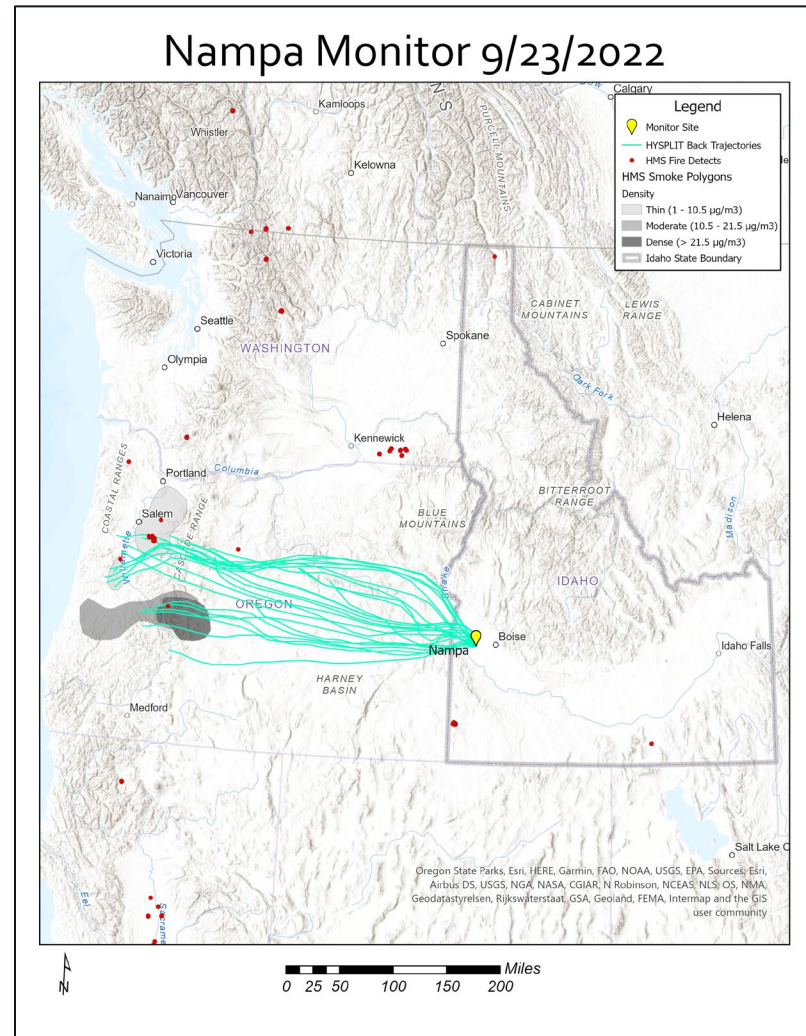 Nampa Monitor 9/23/2022
Calgary
Kamloops
Whistler
Kelowna
PURCELL MOUNTAINS
Nanaimo
Vancouver
Victoria
Legend
Monitor Site
HYSPLIT Back Trajectories
HMS Fire Detects
HMS Smoke Polygons
Density
Thin (1 - 10.5 µg/m3)
Moderate (10.5 - 21.5 µg/m3)
Dense (> 21.5 µg/m3)
Idaho State Boundary
CABINET
MOUNTAINS
LEWIS
RANGE
Seattle
Spokane
WASHINGTON
Olympia
Clark Fork
Helena
Kennewick
COASTAL RANGES
Columbia
Portland
BITTERROOT
RANGE
Madison
Salem
CASCADE RANGE
BLUE
MOUNTAINS
Willamette
Snake
IDAHO
OREGON
Boise
Nampa
Idaho Falls
HARNEY
BASIN
Medford
Salt Lake C
Eel
Sacrame
Oregon State Parks, Esri, HERE, Garmin, FAO, NOAA, USGS, EPA, Sources: Esri,
Airbus DS, USGS, NGA, NASA, CGIAR, N Robinson, NCEAS, NLS, OS, NMA,
Geodatastyrelsen, Rijkswaterstaat, GSA, Geoland, FEMA, Intermap and the GIS
user community
N
Miles
0 25 50 100 150 200